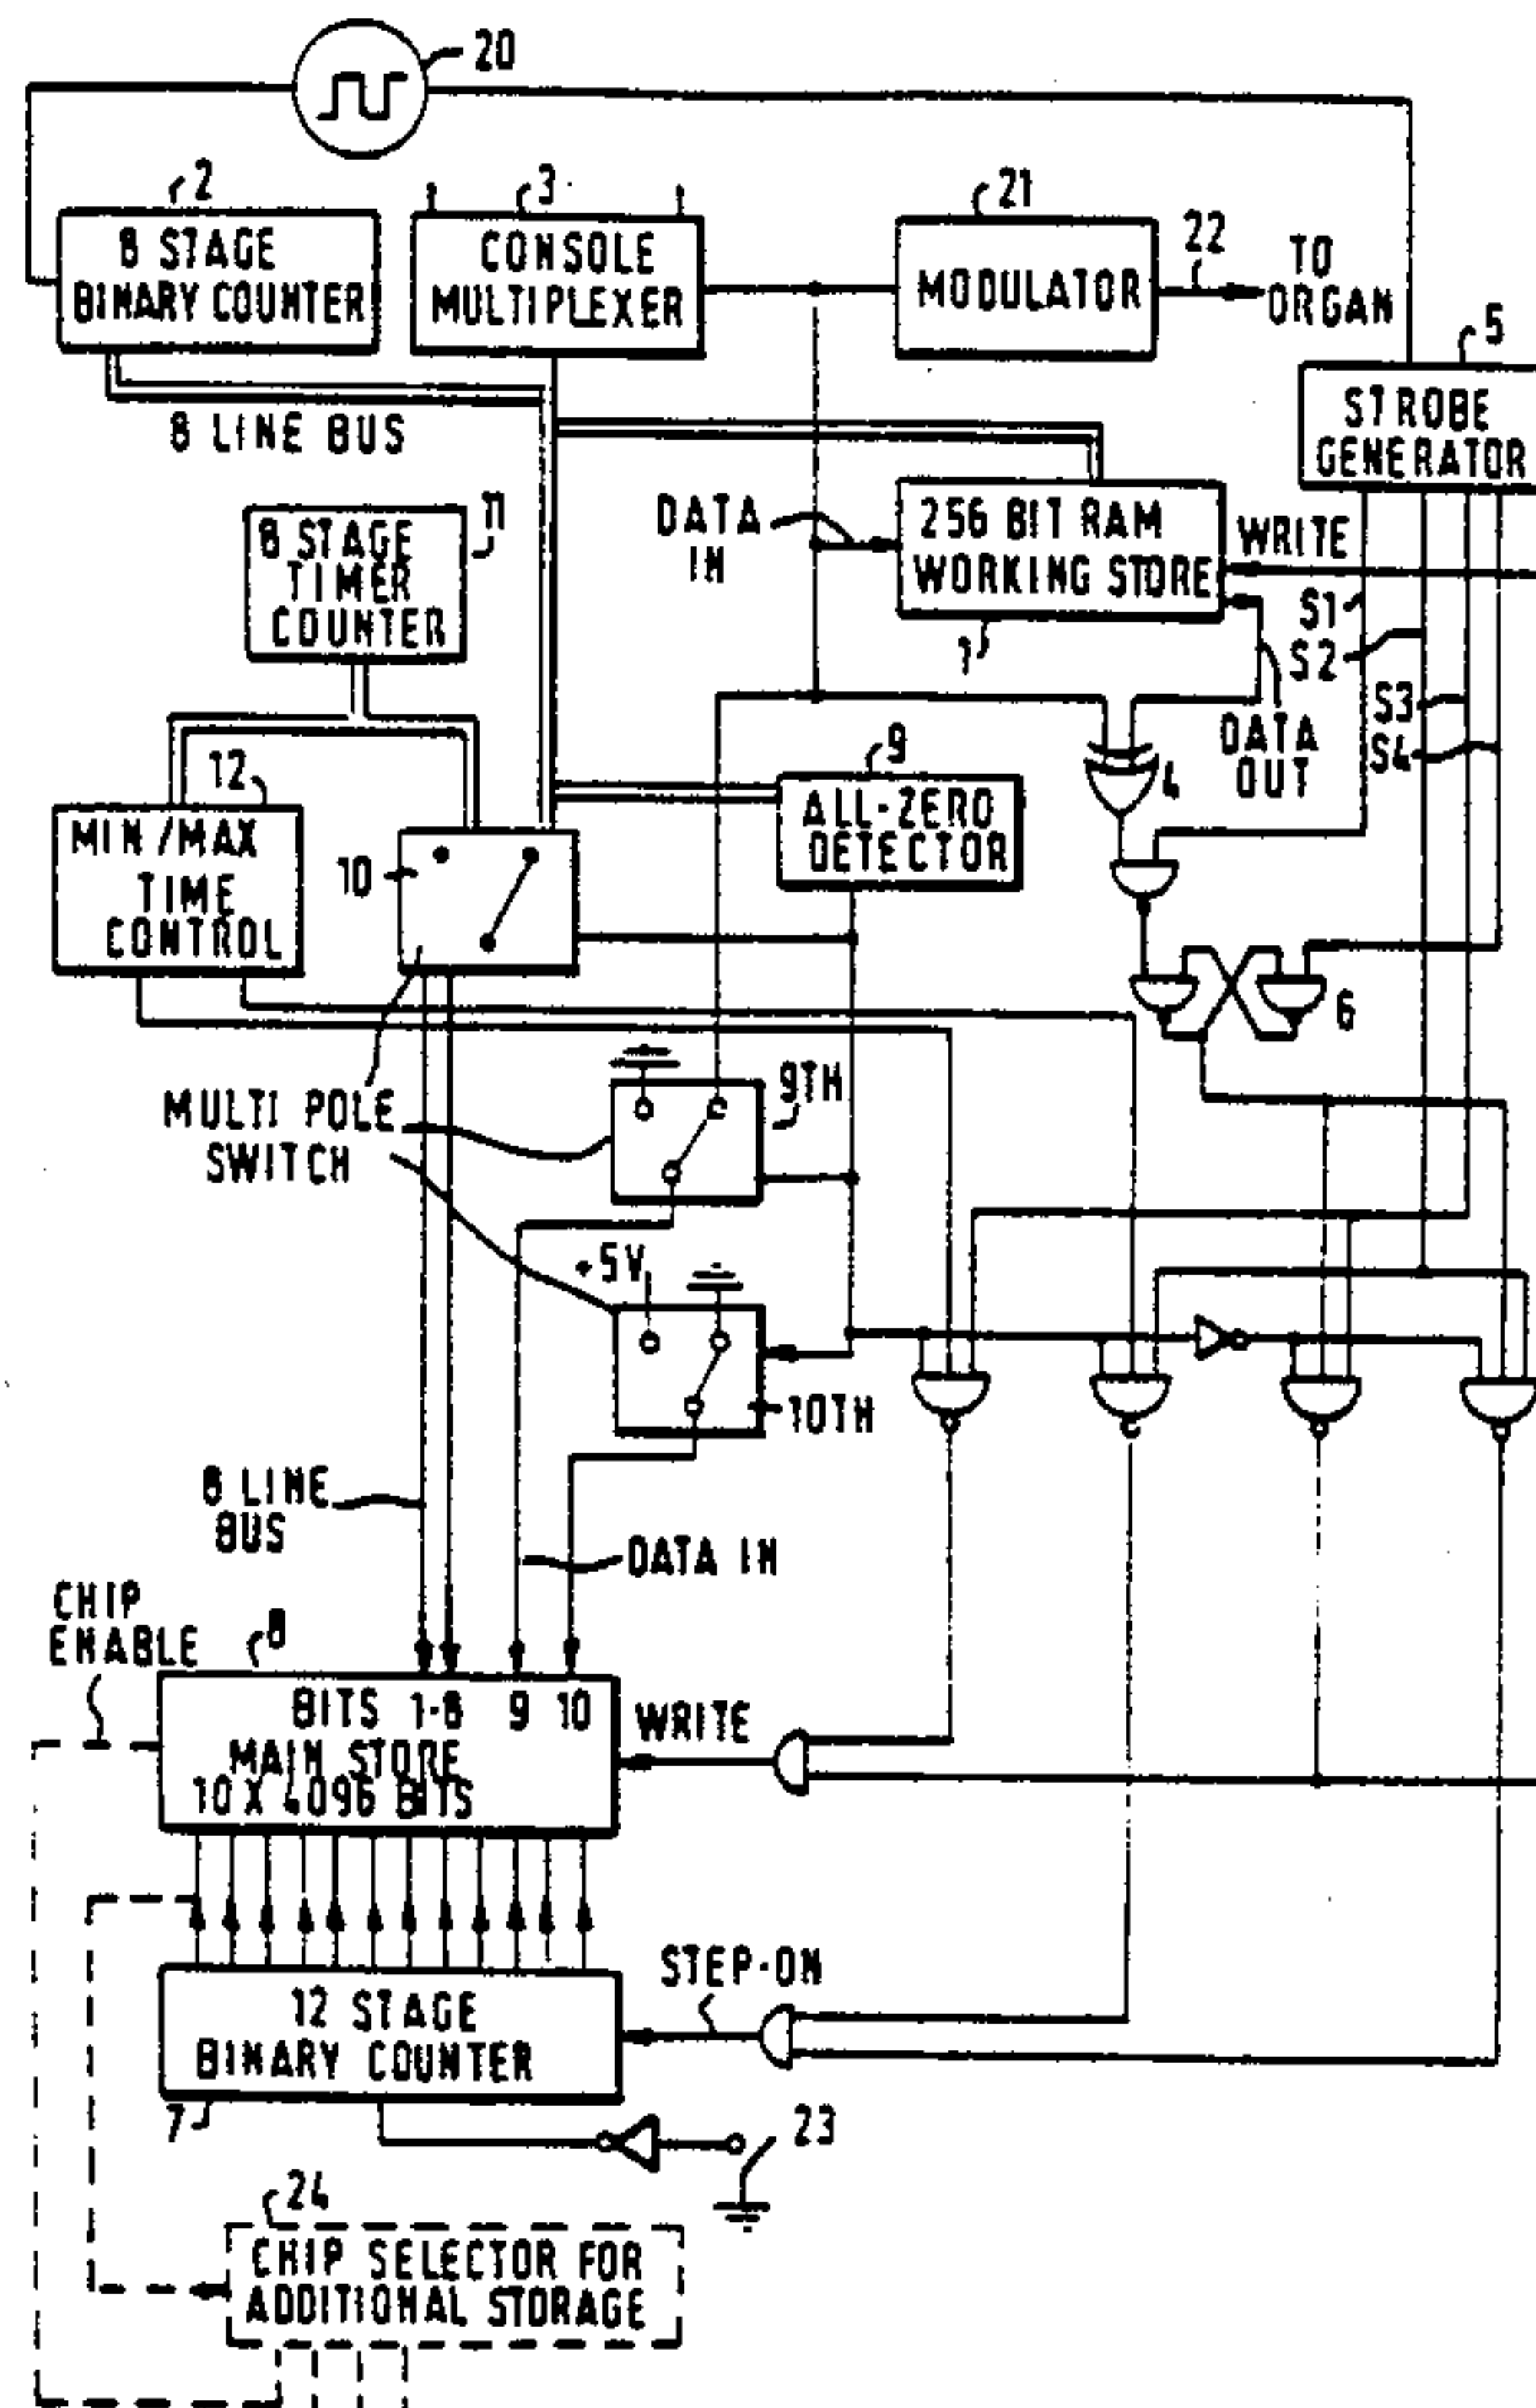 20
2
8 STAGE
BINARY COUNTER
3
CONSOLE
MULTIPLEXER
21
MODULATOR
22
TO
ORGAN
5
STROBE
GENERATOR
8 LINE BUS
11
8 STAGE
TIMER
COUNTER
DATA
IN
256 BIT RAM
WORKING STORE
1
WRITE
S1
S2
S3
S4
DATA
OUT
12
MIN/MAX
TIME
CONTROL
10
9
ALL-ZERO
DETECTOR
4
6
MULTI POLE
SWITCH
9TH
+5V
10TH
8 LINE
BUS
DATA IN
CHIP
ENABLE
8
BITS 1-8 9 10
MAIN STORE
10 X 4096 BITS
WRITE
12 STAGE
BINARY COUNTER
7
STEP-ON
23
24
CHIP SELECTOR FOR
ADDITIONAL STORAGE